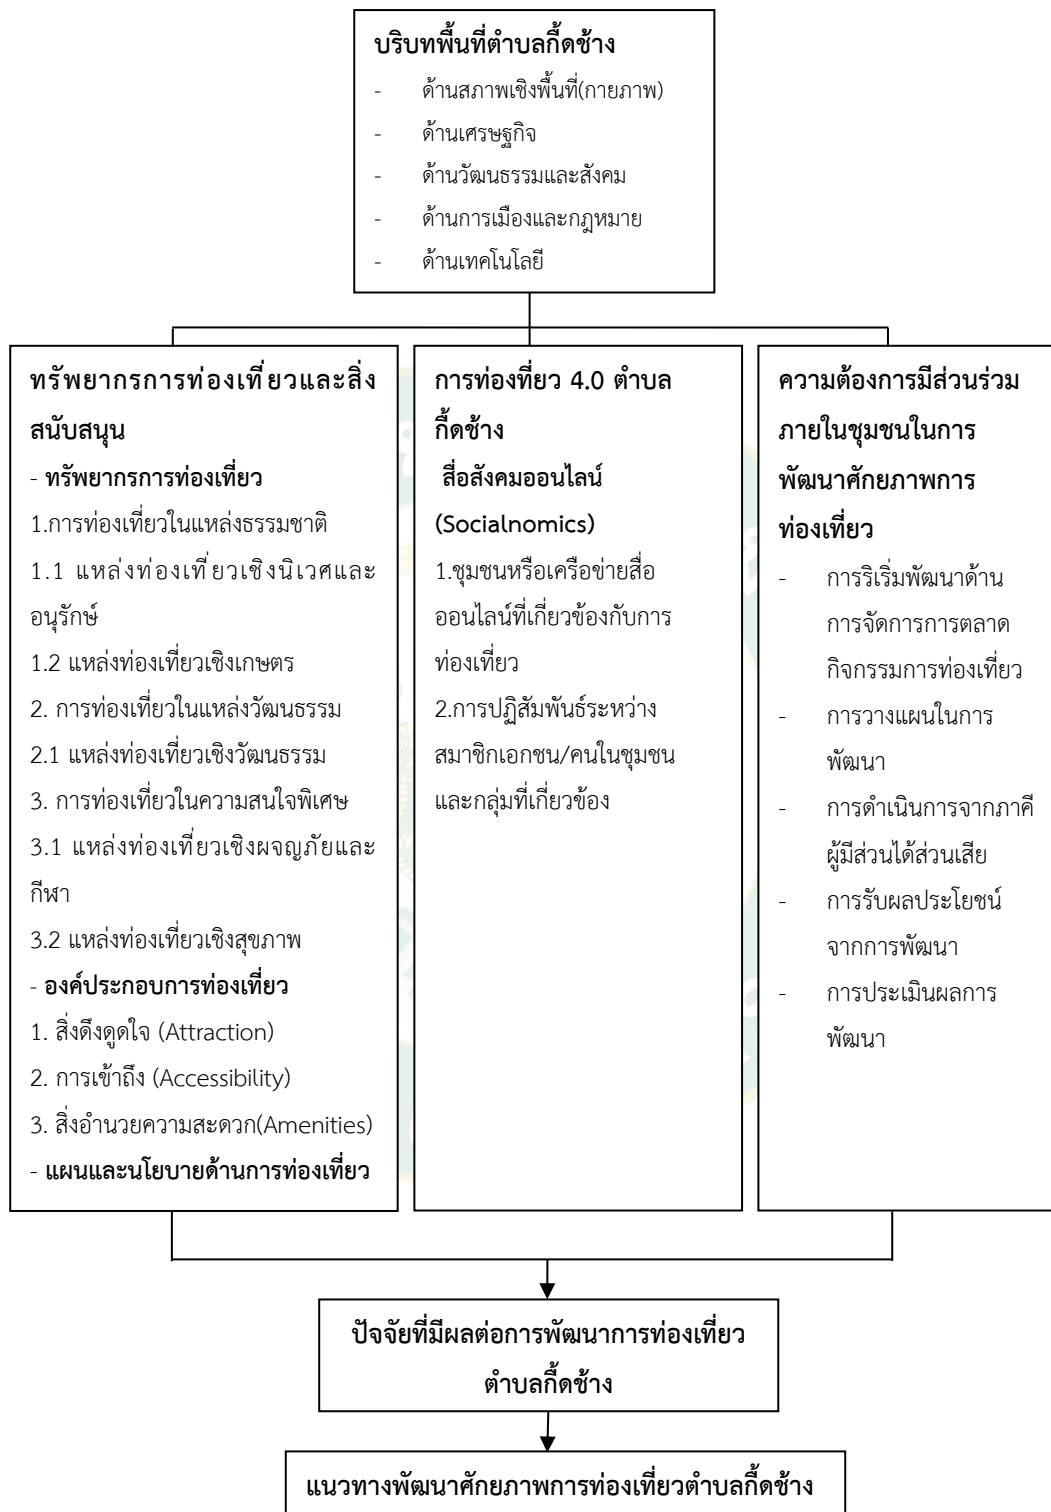 บริบทพื้นที่ตำบลกื้ดช้าง
- ด้านสภาพเชิงพื้นที่(กายภาพ)
- ด้านเศรษฐกิจ
- ด้านวัฒนธรรมและสังคม
- ด้านการเมืองและกฎหมาย
- ด้านเทคโนโลยี
ทรัพยากรการท่องเที่ยวและสิ่ง
สนับสนุน
- ทรัพยากรการท่องเที่ยว
1.การท่องเที่ยวในแหล่งธรรมชาติ
1.1 แหล่งท่องเที่ยวเชิงนิเวศและ
อนุรักษ์
1.2 แหล่งท่องเที่ยวเชิงเกษตร
2. การท่องเที่ยวในแหล่งวัฒนธรรม
2.1 แหล่งท่องเที่ยวเชิงวัฒนธรรม
3. การท่องเที่ยวในความสนใจพิเศษ
3.1 แหล่งท่องเที่ยวเชิงผจญภัยและ
กีฬา
3.2 แหล่งท่องเที่ยวเชิงสุขภาพ
- องค์ประกอบการท่องเที่ยว
1. สิ่งดึงดูดใจ (Attraction)
2. การเข้าถึง (Accessibility)
3. สิ่งอำนวยความสะดวก(Amenities)
- แผนและนโยบายด้านการท่องเที่ยว
การท่องที่ยว 4.0 ตำบล
กื้ดช้าง
สื่อสังคมออนไลน์
(Socialnomics)
1.ชุมชนหรือเครือข่ายสื่อ
ออนไลน์ที่เกี่ยวข้องกับการ
ท่องเที่ยว
2.การปฏิสัมพันธ์ระหว่าง
สมาชิกเอกชน/คนในชุมชน
และกลุ่มที่เกี่ยวข้อง
ความต้องการมีส่วนร่วม
ภายในชุมชนในการ
พัฒนาศักยภาพการ
ท่องเที่ยว
- การริเริ่มพัฒนาด้าน
การจัดการการตลาด
กิจกรรมการท่องเที่ยว
- การวางแผนในการ
พัฒนา
- การดำเนินการจากภาคี
ผู้มีส่วนได้ส่วนเสีย
- การรับผลประโยชน์
จากการพัฒนา
- การประเมินผลการ
พัฒนา
ปัจจัยที่มีผลต่อการพัฒนาการท่องเที่ยว
ตำบลกื้ดช้าง
แนวทางพัฒนาศักยภาพการท่องเที่ยวตำบลกื้ดช้าง